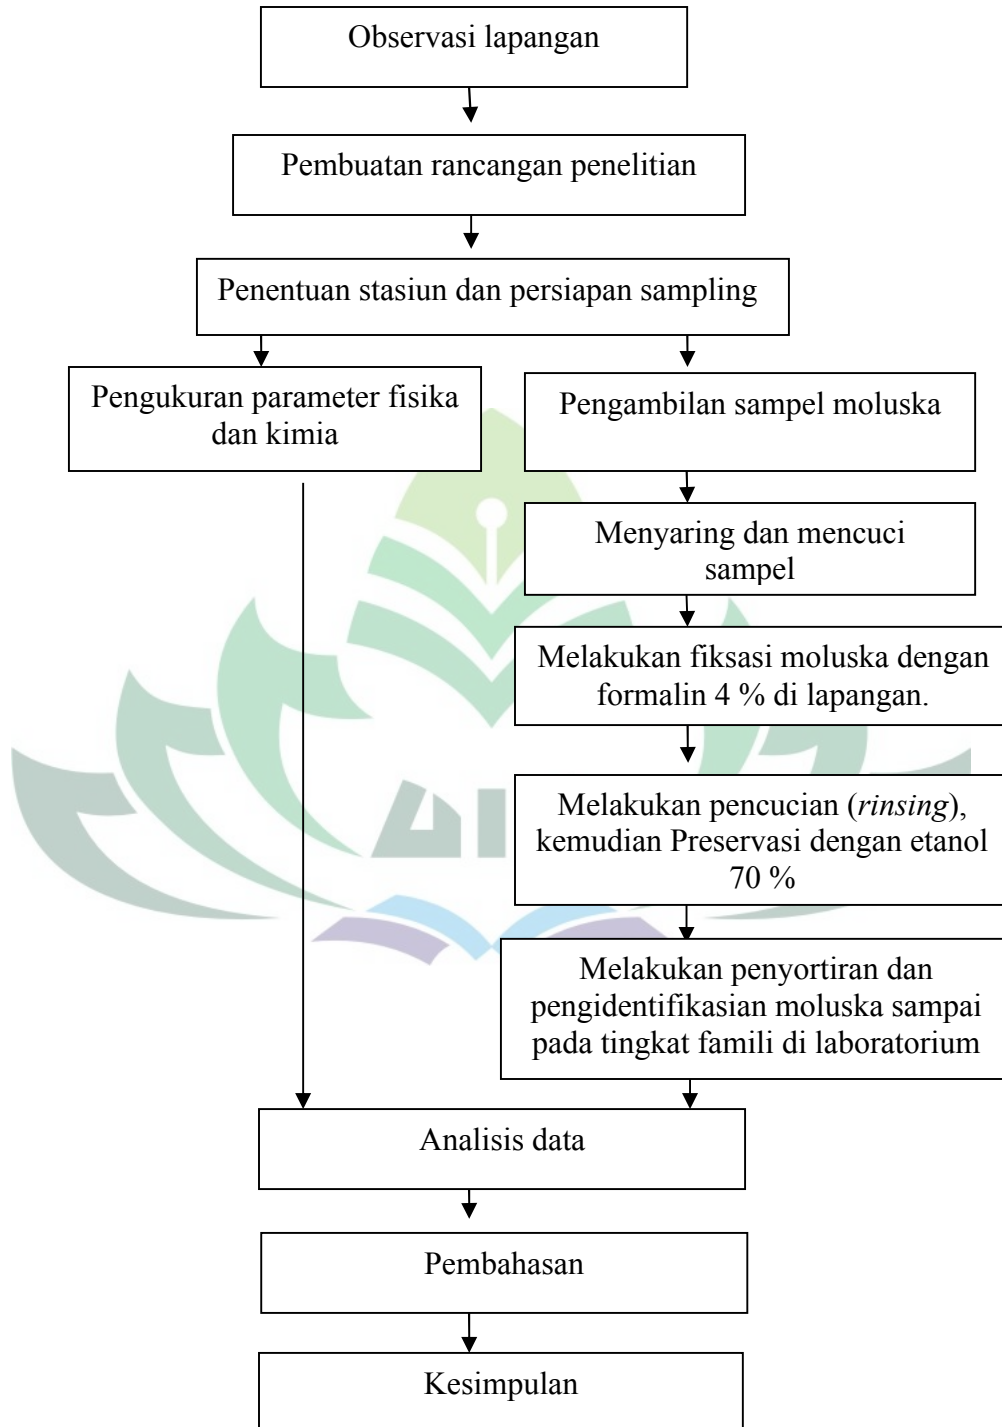 Observasi lapangan
Pembuatan rancangan penelitian
Penentuan stasiun dan persiapan sampling
Pengukuran parameter fisika
dan kimia
Pengambilan sampel moluska
Menyaring dan mencuci
sampel
Melakukan fiksasi moluska dengan
formalin 4 % di lapangan.
Melakukan pencucian (rinsing),
kemudian Preservasi dengan etanol
70 %
Melakukan penyortiran dan
pengidentifikasian moluska sampai
pada tingkat famili di laboratorium
Analisis data
Pembahasan
Kesimpulan